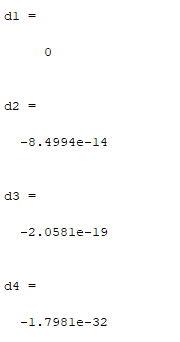 d1 =
0
d2 =
-8.4994e-14
d3 =
-2.0581e-19
d4 =
-1.7981e-32